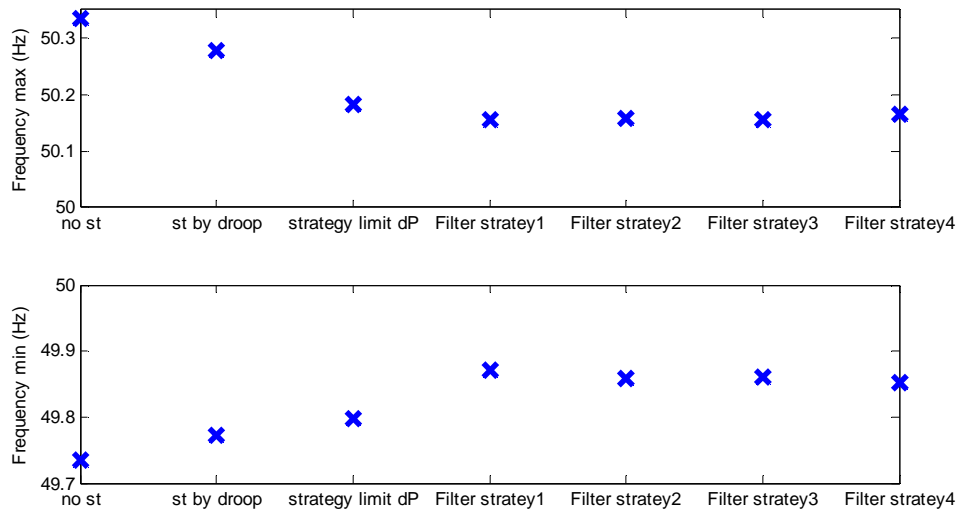 Frequency max (Hz)
50.3
50.2
50.1
50
no st
st by droop
strategy limit dP
Filter stratey1
Filter stratey2
Filter stratey3
Filter stratey4
Frequency min (Hz)
50
49.9
49.8
49.7
no st
st by droop
strategy limit dP
Filter stratey1
Filter stratey2
Filter stratey3
Filter stratey4